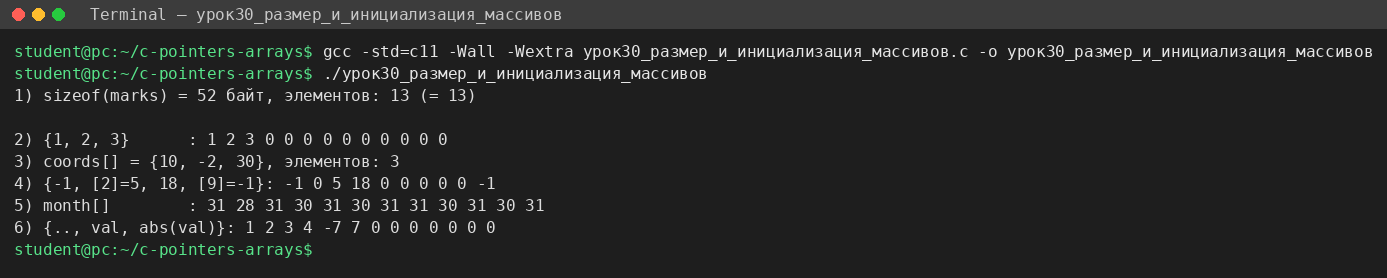 Terminal — урок30_размер_и_инициализация_массивов
student@pc:~/c-pointers-arrays$ gcc -std=c11 -Wall -Wextra урок30_размер_и_инициализация_массивов.c -o урок30_размер_и_инициализация_массивов
student@pc:~/c-pointers-arrays$ ./урок30_размер_и_инициализация_массивов
1) sizeof(marks) = 52 байт, элементов: 13 (= 13)
2) {1, 2, 3}      : 1 2 3 0 0 0 0 0 0 0 0 0 0
3) coords[] = {10, -2, 30}, элементов: 3
4) {-1, [2]=5, 18, [9]=-1}: -1 0 5 18 0 0 0 0 0 -1
5) month[]        : 31 28 31 30 31 30 31 31 30 31 30 31
6) {.., val, abs(val)}: 1 2 3 4 -7 7 0 0 0 0 0 0 0
student@pc:~/c-pointers-arrays$